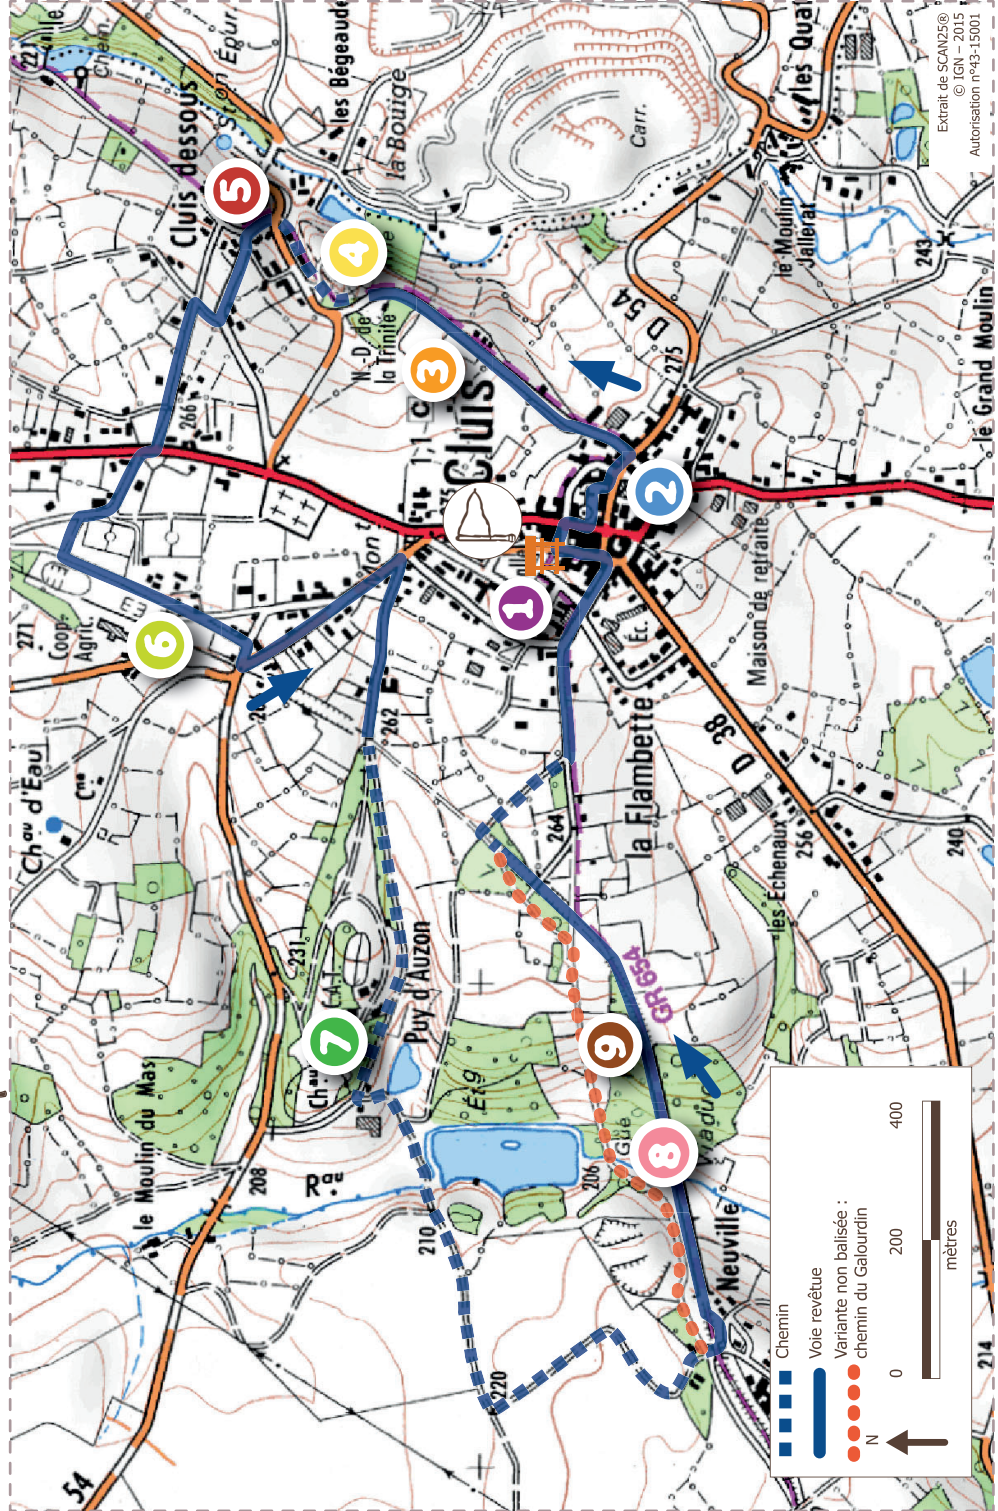 Extrait de SCAN25®
© IGN – 2015
Autorisation n°43-15001
221
Cluis dessous
les Bégeaudes
la Bouige
Carr.
les Quat
le Moulin
Jallenat
243
le Grand Moulin
D 54
275
N.-D. de
la Trinité
Cluis
266
271
Coop.
Agric.
Chau d'Eau
262
Éc.
Maison de retraite
la Flambette
D 38
264
256
les Échenaux
240
231
C.A.T.
Puy d'Auzon
Chau
Étg
le Moulin du Mas
208
Rau
210
206
Gué
GR 654
Neuville
220
214
54
1
2
3
4
5
6
7
8
9
Chemin
Voie revêtue
Variante non balisée :
chemin du Galourdin
N
0
200
400
mètres